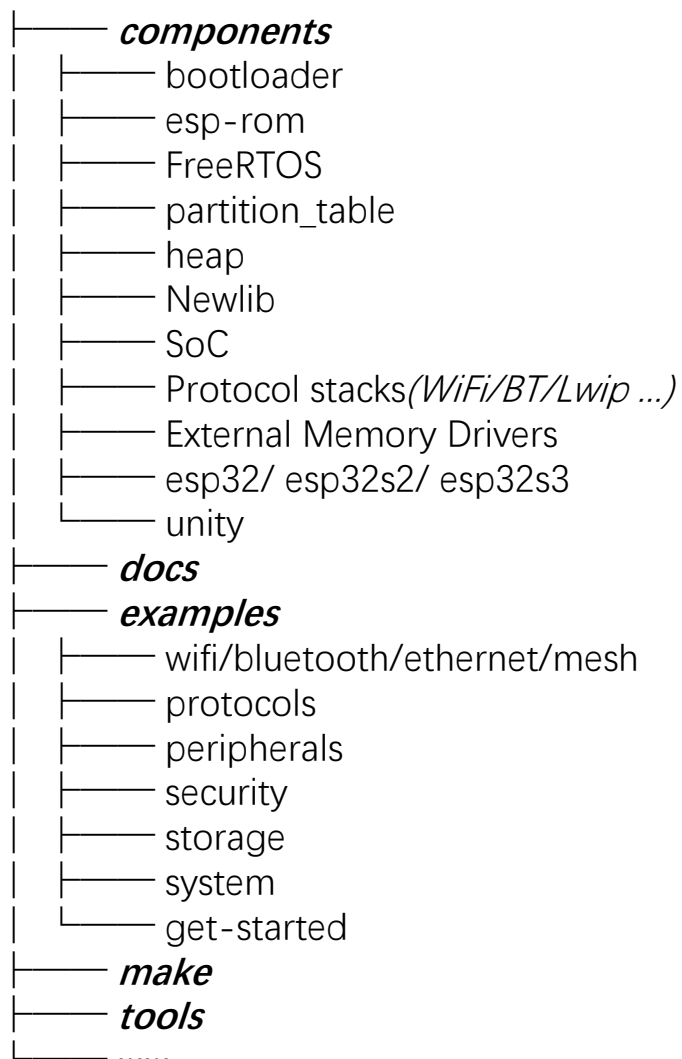 components
bootloader
esp-rom
FreeRTOS
partition_table
heap
Newlib
SoC
Protocol stacks(WiFi/BT/Lwip ...)
External Memory Drivers
esp32/ esp32s2/ esp32s3
unity
docs
examples
wifi/bluetooth/ethernet/mesh
protocols
peripherals
security
storage
system
get-started
make
tools
......